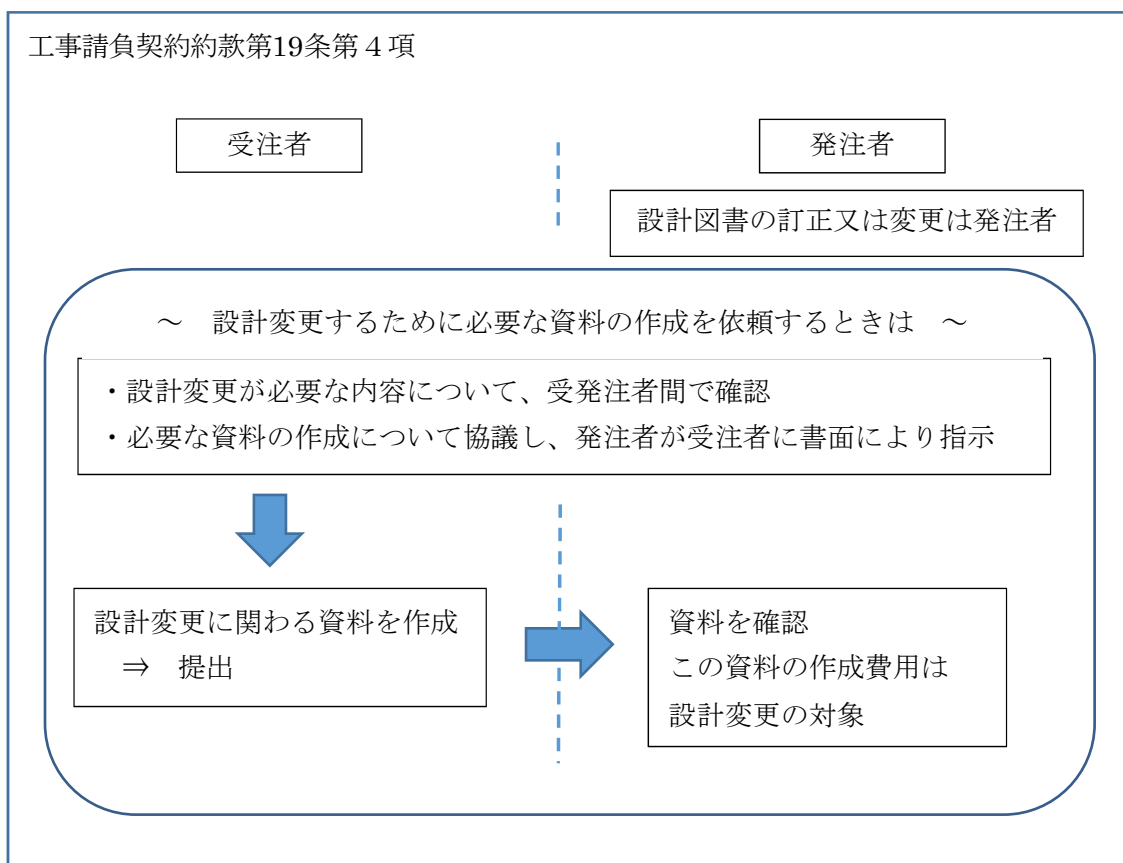 工事請負契約約款第19条第４項
受注者
発注者
設計図書の訂正又は変更は発注者
～　設計変更するために必要な資料の作成を依頼するときは　～
・設計変更が必要な内容について、受発注者間で確認
・必要な資料の作成について協議し、発注者が受注者に書面により指示
設計変更に関わる資料を作成
⇒　提出
資料を確認
この資料の作成費用は
設計変更の対象